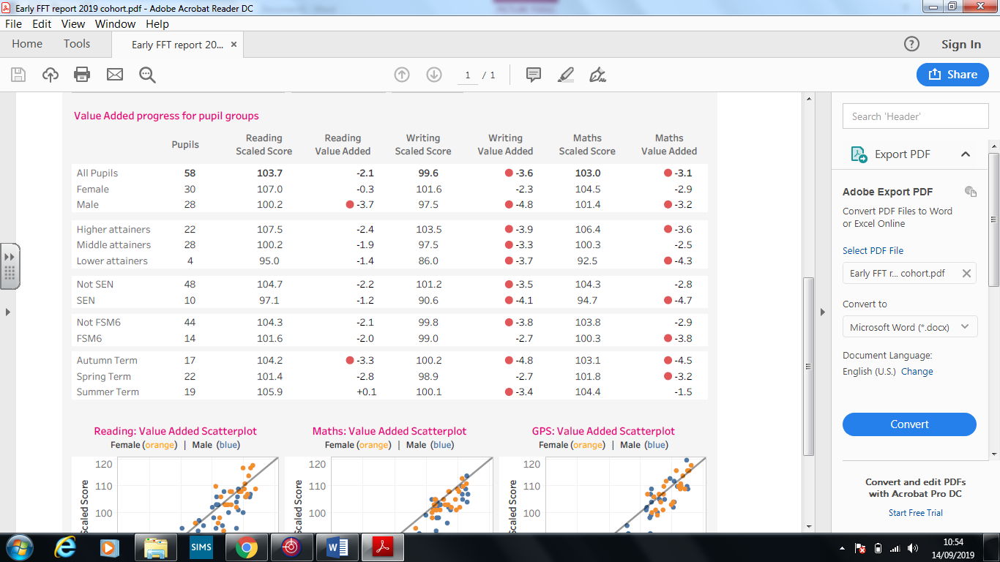 Early FFT report 2019 cohort.pdf - Adobe Acrobat Reader DC
File Edit View Window Help
Home Tools Early FFT report 20... × Sign In
1 / 1 Share
Value Added progress for pupil groups
Pupils Reading Scaled Score Reading Value Added Writing Scaled Score Writing Value Added Maths Scaled Score Maths Value Added
All Pupils 58 103.7 -2.1 99.6 -3.6 103.0 -3.1
Female 30 107.0 -0.3 101.6 -2.3 104.5 -2.9
Male 28 100.2 -3.7 97.5 -4.8 101.4 -3.2
Higher attainers 22 107.5 -2.4 103.5 -3.9 106.4 -3.6
Middle attainers 28 100.2 -1.9 97.5 -3.3 100.3 -2.5
Lower attainers 4 95.0 -1.4 86.0 -3.7 92.5 -4.3
Not SEN 48 104.7 -2.2 101.2 -3.5 104.3 -2.8
SEN 10 97.1 -1.2 90.6 -4.1 94.7 -4.7
Not FSM6 44 104.3 -2.1 99.8 -3.8 103.8 -2.9
FSM6 14 101.6 -2.0 99.0 -2.7 100.3 -3.8
Autumn Term 17 104.2 -3.3 100.2 -4.8 103.1 -4.5
Spring Term 22 101.4 -2.8 98.9 -2.7 101.8 -3.2
Summer Term 19 105.9 +0.1 100.1 -3.4 104.4 -1.5
Reading: Value Added Scatterplot
Female (orange) | Male (blue)
120
110
100
Scaled Score
Maths: Value Added Scatterplot
Female (orange) | Male (blue)
120
110
100
Scaled Score
GPS: Value Added Scatterplot
Female (orange) | Male (blue)
120
110
100
Scaled Score
Search 'Header'
Export PDF
Adobe Export PDF
Convert PDF Files to Word
or Excel Online
Select PDF File
Early FFT r... cohort.pdf
Convert to
Microsoft Word (*.docx)
Document Language:
English (U.S.) Change
Convert
Convert and edit PDFs
with Acrobat Pro DC
Start Free Trial
SIMS
10:54
14/09/2019